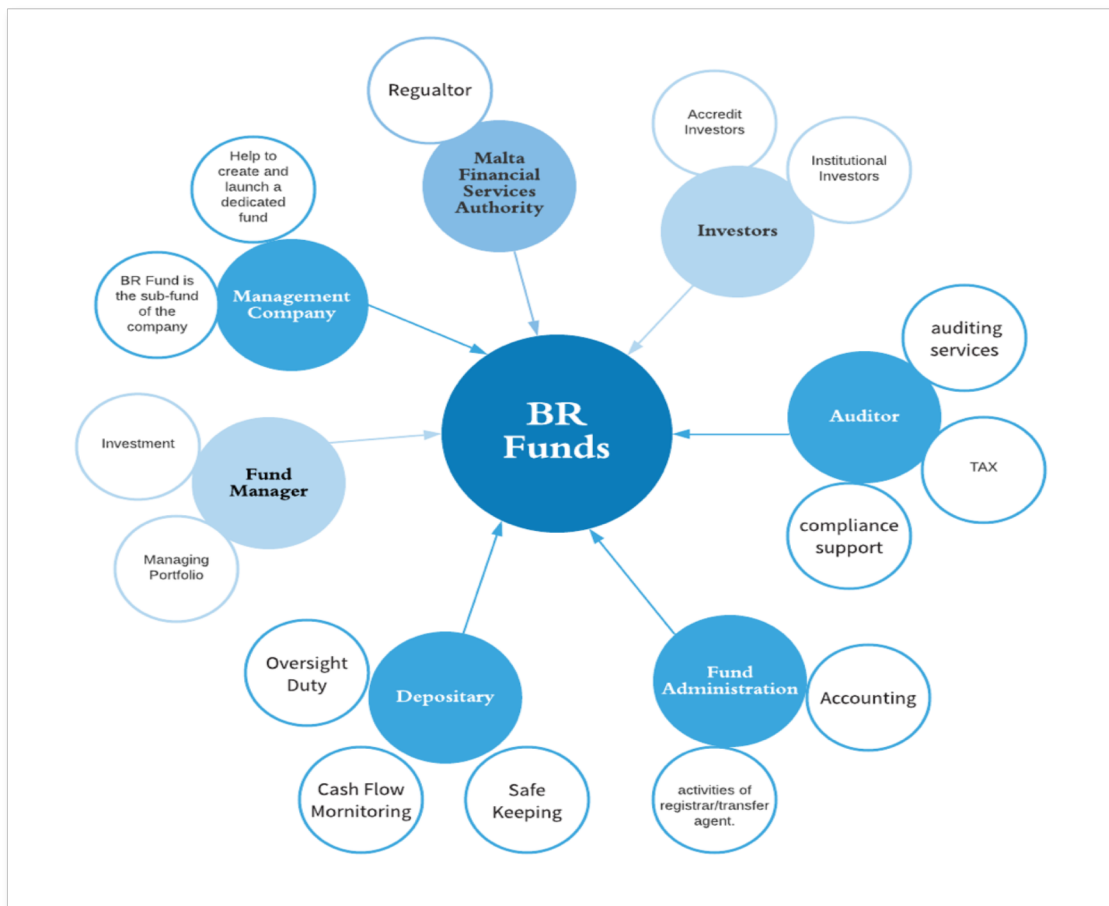 Regualtor
Malta
Financial
Services
Authority
Accredit
Investors
Institutional
Investors
Investors
Help to
create and
launch a
dedicated
fund
BR Fund is
the sub-fund
of the
company
Management
Company
auditing
services
Auditor
TAX
compliance
support
BR
Funds
Investment
Fund
Manager
Managing
Portfolio
Oversight
Duty
Depositary
Cash Flow
Mornitoring
Safe
Keeping
Fund
Administration
Accounting
activities of
registrar/transfer
agent.